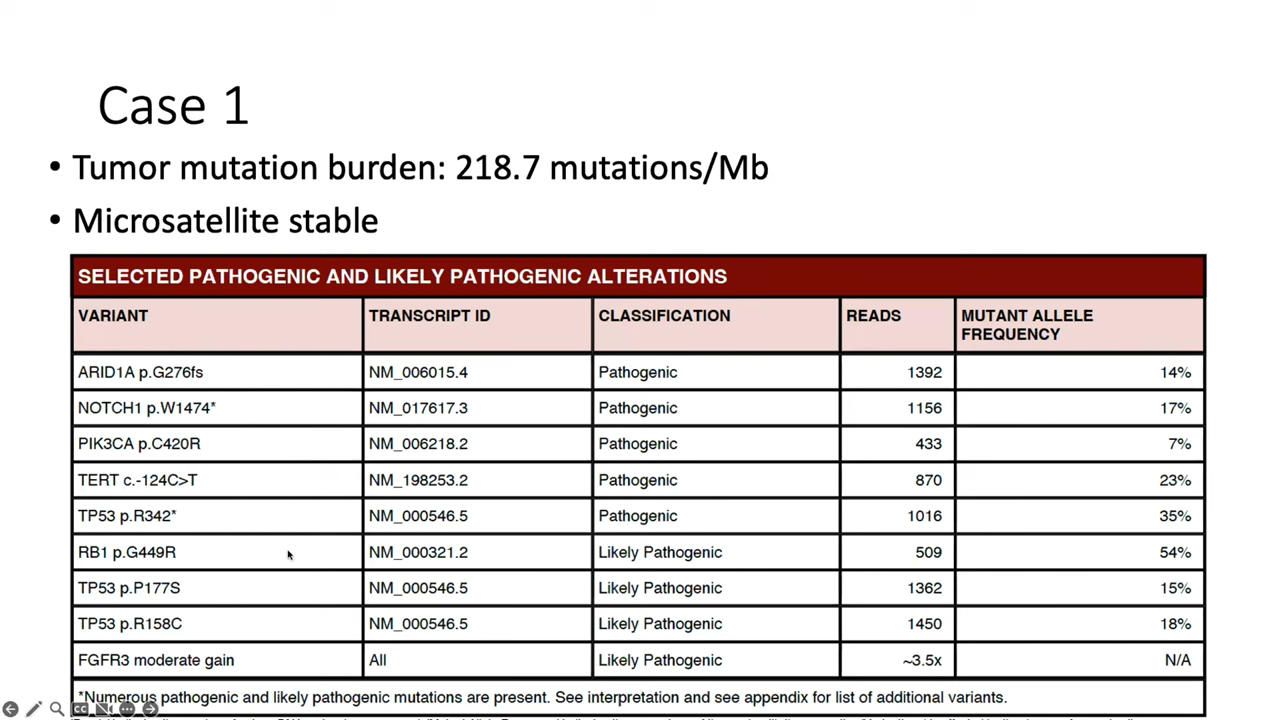 Case 1
• Tumor mutation burden: 218.7 mutations/Mb
• Microsatellite stable
SELECTED PATHOGENIC AND LIKELY PATHOGENIC ALTERATIONS
VARIANT TRANSCRIPT ID CLASSIFICATION READS MUTANT ALLELE FREQUENCY
ARID1A p.G276fs NM_006015.4 Pathogenic 1392 14%
NOTCH1 p.W1474* NM_017617.3 Pathogenic 1156 17%
PIK3CA p.C420R NM_006218.2 Pathogenic 433 7%
TERT c.-124C>T NM_198253.2 Pathogenic 870 23%
TP53 p.R342* NM_000546.5 Pathogenic 1016 35%
RB1 p.G449R NM_000321.2 Likely Pathogenic 509 54%
TP53 p.P177S NM_000546.5 Likely Pathogenic 1362 15%
TP53 p.R158C NM_000546.5 Likely Pathogenic 1450 18%
FGFR3 moderate gain All Likely Pathogenic ~3.5x N/A
*Numerous pathogenic and likely pathogenic mutations are present. See interpretation and see appendix for list of additional variants.
CC